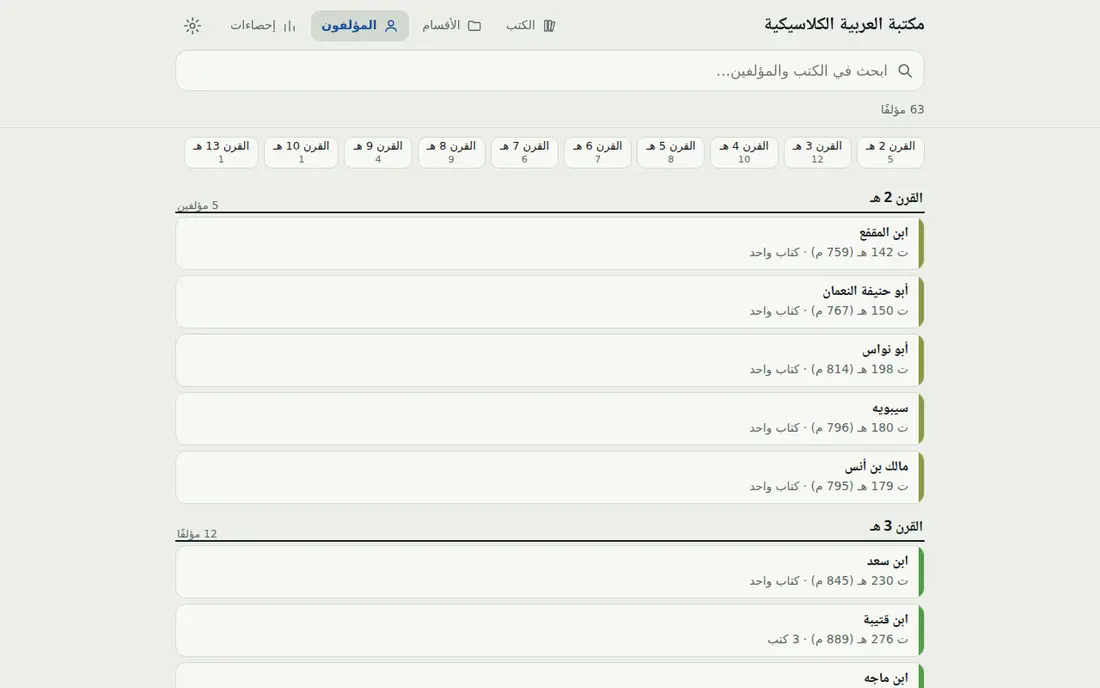 مكتبة العربية الكلاسيكية
الكتب
الأقسام
المؤلفون
إحصاءات
ابحث في الكتب والمؤلفين...
63 مؤلفًا
القرن 2 هـ
5
القرن 3 هـ
12
القرن 4 هـ
10
القرن 5 هـ
8
القرن 6 هـ
7
القرن 7 هـ
6
القرن 8 هـ
9
القرن 9 هـ
4
القرن 10 هـ
1
القرن 13 هـ
1
القرن 2 هـ
5 مؤلفين
ابن المقفع
ت 142 هـ (759 م) · كتاب واحد
أبو حنيفة النعمان
ت 150 هـ (767 م) · كتاب واحد
أبو نواس
ت 198 هـ (814 م) · كتاب واحد
سيبويه
ت 180 هـ (796 م) · كتاب واحد
مالك بن أنس
ت 179 هـ (795 م) · كتاب واحد
القرن 3 هـ
12 مؤلفًا
ابن سعد
ت 230 هـ (845 م) · كتاب واحد
ابن قتيبة
ت 276 هـ (889 م) · 3 كتب
ابن ماجه